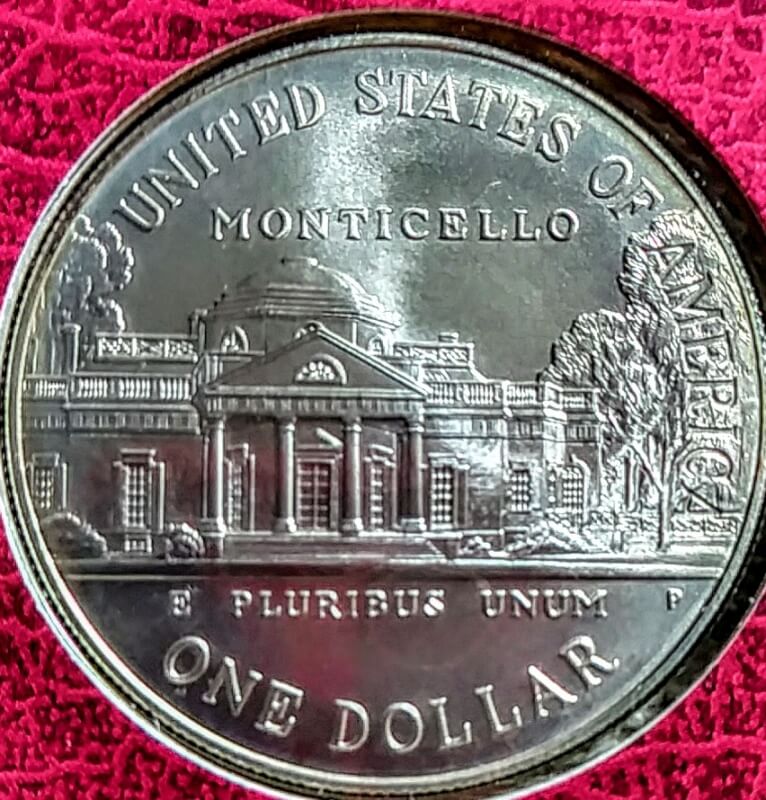 UNITED STATES OF AMERICA
MONTICELLO
E PLURIBUS UNUM P
ONE DOLLAR